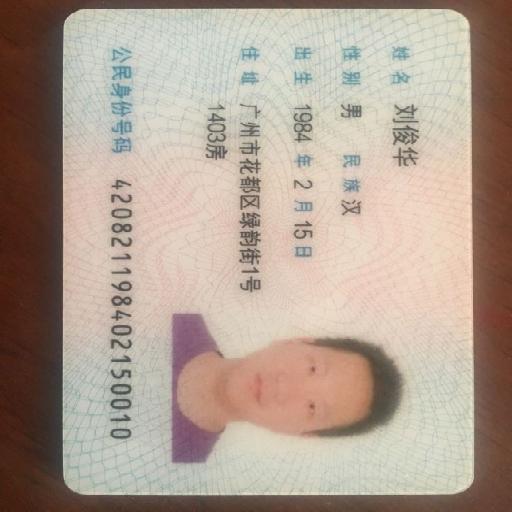 姓名 刘俊华
性别 男 民族 汉
出生 1984 年 2 月 15 日
住址 广州市花都区绿韵街1号
1403房
公民身份号码 420821198402150010